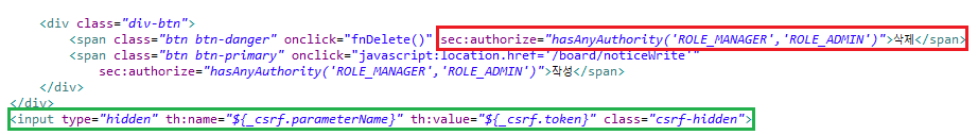 <div class="div-btn">
<span class="btn btn-danger" onclick="fnDelete()" sec:authorize="hasAnyAuthority('ROLE_MANAGER','ROLE_ADMIN')">삭제</span>
<span class="btn btn-primary" onclick="javascript:location.href='/board/noticeWrite'"
sec:authorize="hasAnyAuthority('ROLE_MANAGER','ROLE_ADMIN')">작성</span>
</div>
</div>
<input type="hidden" th:name="${_csrf.parameterName}" th:value="${_csrf.token}" class="csrf-hidden">